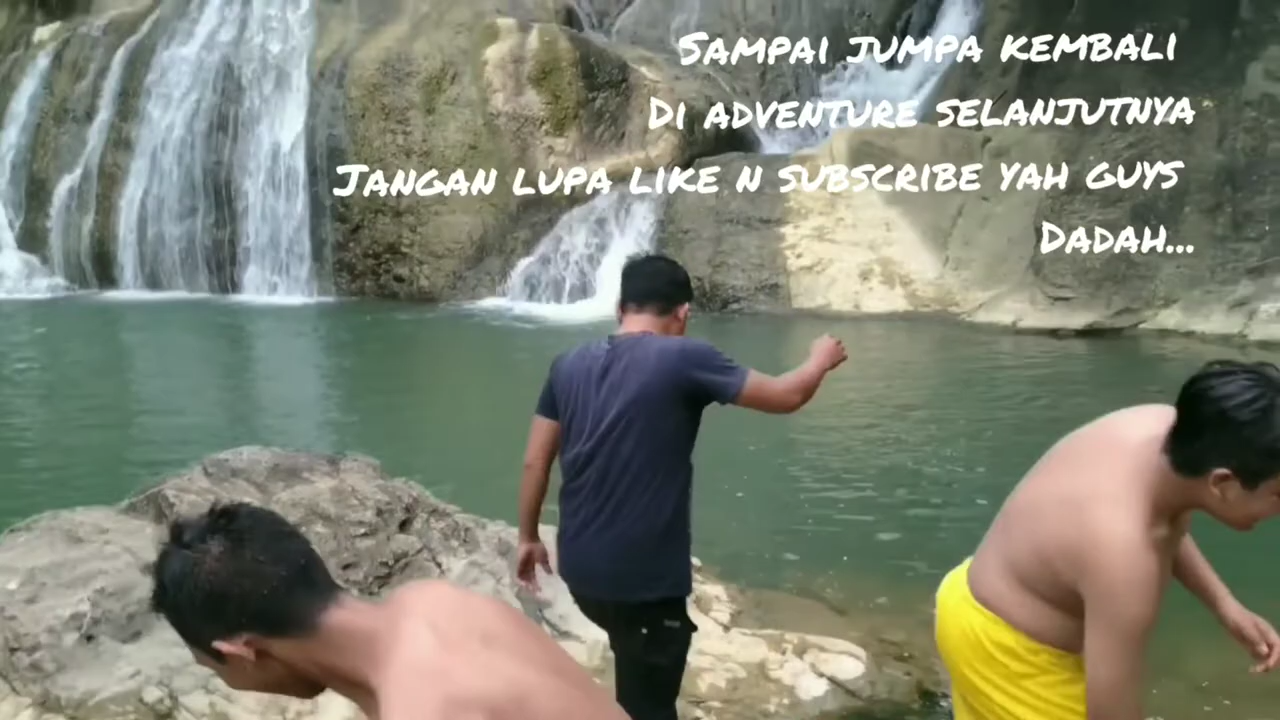 Sampai jumpa kembali
Di adventure selanjutnya
Jangan lupa like n subscribe yah guys
Dadah...